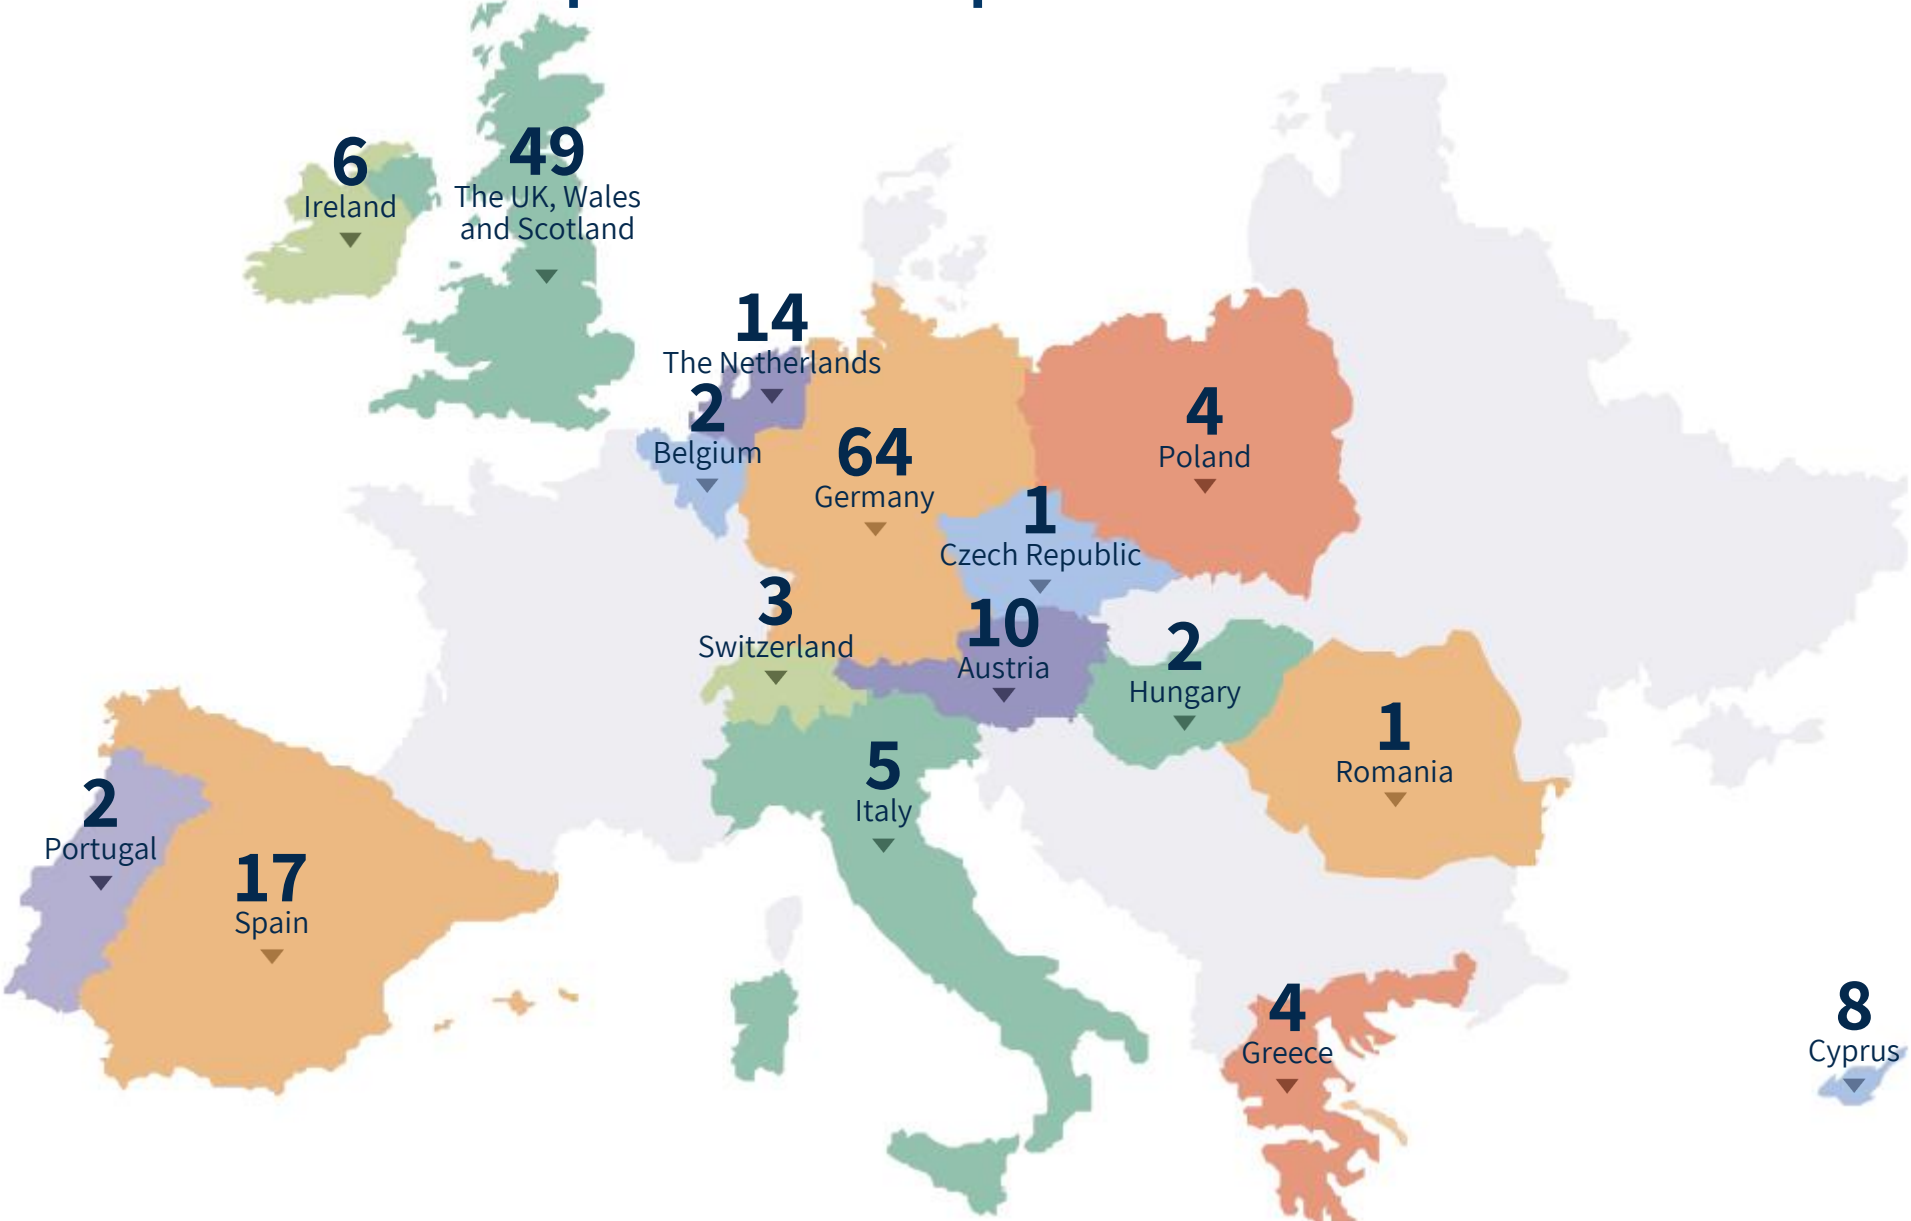 6
Ireland
49
The UK, Wales
and Scotland
14
The Netherlands
2
Belgium
64
Germany
4
Poland
1
Czech Republic
3
Switzerland
10
Austria
2
Hungary
1
Romania
5
Italy
2
Portugal
17
Spain
4
Greece
8
Cyprus